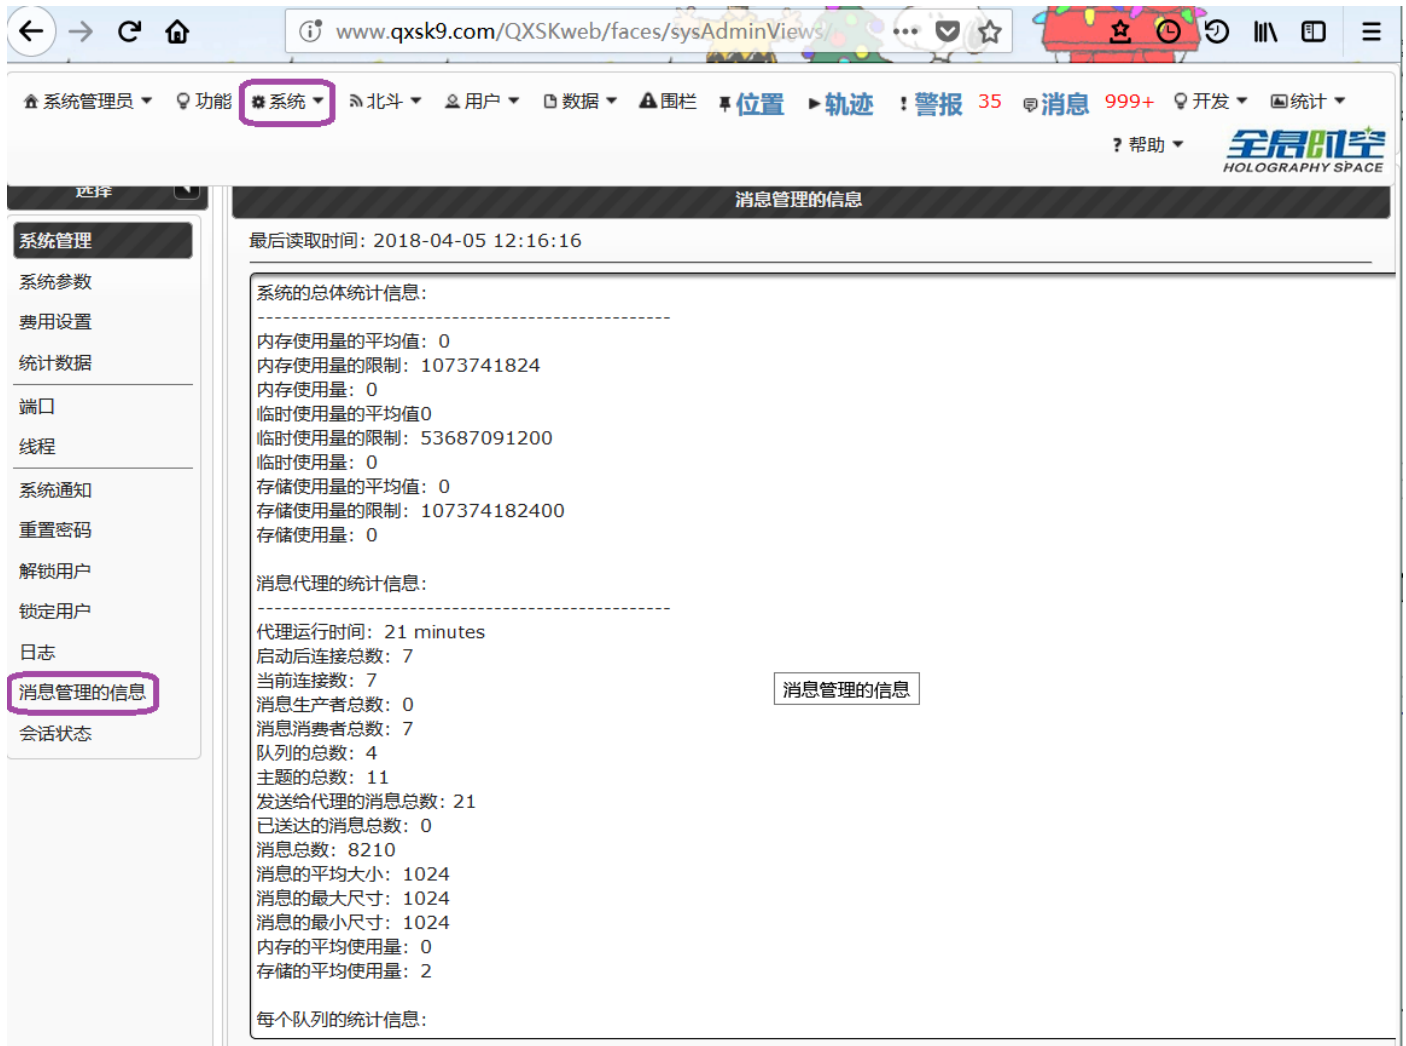 www.qxsk9.com/QXSKweb/faces/sysAdminViews/
系统管理员 功能 系统 北斗 用户 数据 围栏 位置 轨迹 警报 35 消息 999+ 开发 统计
? 帮助
全息时空
HOLOGRAPHY SPACE
选择
系统管理
系统参数
费用设置
统计数据
端口
线程
系统通知
重置密码
解锁用户
锁定用户
日志
消息管理的信息
会话状态
消息管理的信息
最后读取时间: 2018-04-05 12:16:16
系统的总体统计信息:
-------------------------------------------------
内存使用量的平均值: 0
内存使用量的限制: 1073741824
内存使用量: 0
临时使用量的平均值0
临时使用量的限制: 53687091200
临时使用量: 0
存储使用量的平均值: 0
存储使用量的限制: 107374182400
存储使用量: 0
消息代理的统计信息:
-------------------------------------------------
代理运行时间: 21 minutes
启动后连接总数: 7
当前连接数: 7
消息生产者总数: 0
消息消费者总数: 7
队列的总数: 4
主题的总数: 11
发送给代理的消息总数: 21
已送达的消息总数: 0
消息总数: 8210
消息的平均大小: 1024
消息的最大尺寸: 1024
消息的最小尺寸: 1024
内存的平均使用量: 0
存储的平均使用量: 2
每个队列的统计信息:
消息管理的信息